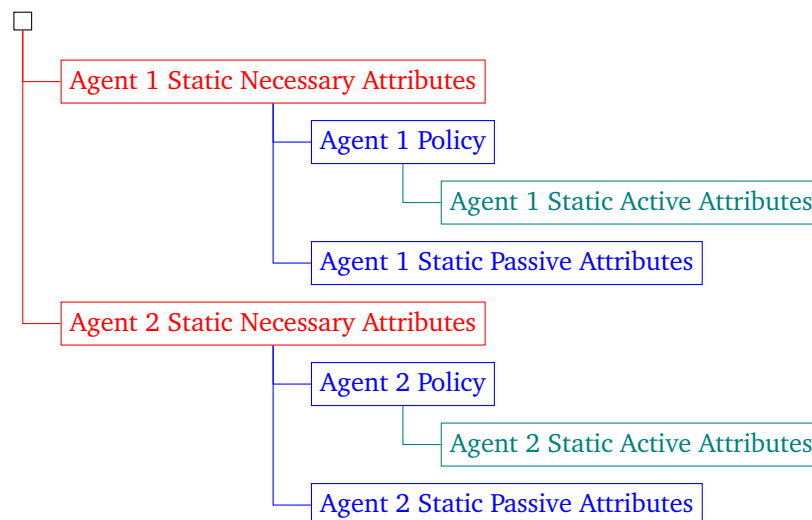 Agent 1 Static Necessary Attributes
Agent 1 Policy
Agent 1 Static Active Attributes
Agent 1 Static Passive Attributes
Agent 2 Static Necessary Attributes
Agent 2 Policy
Agent 2 Static Active Attributes
Agent 2 Static Passive Attributes